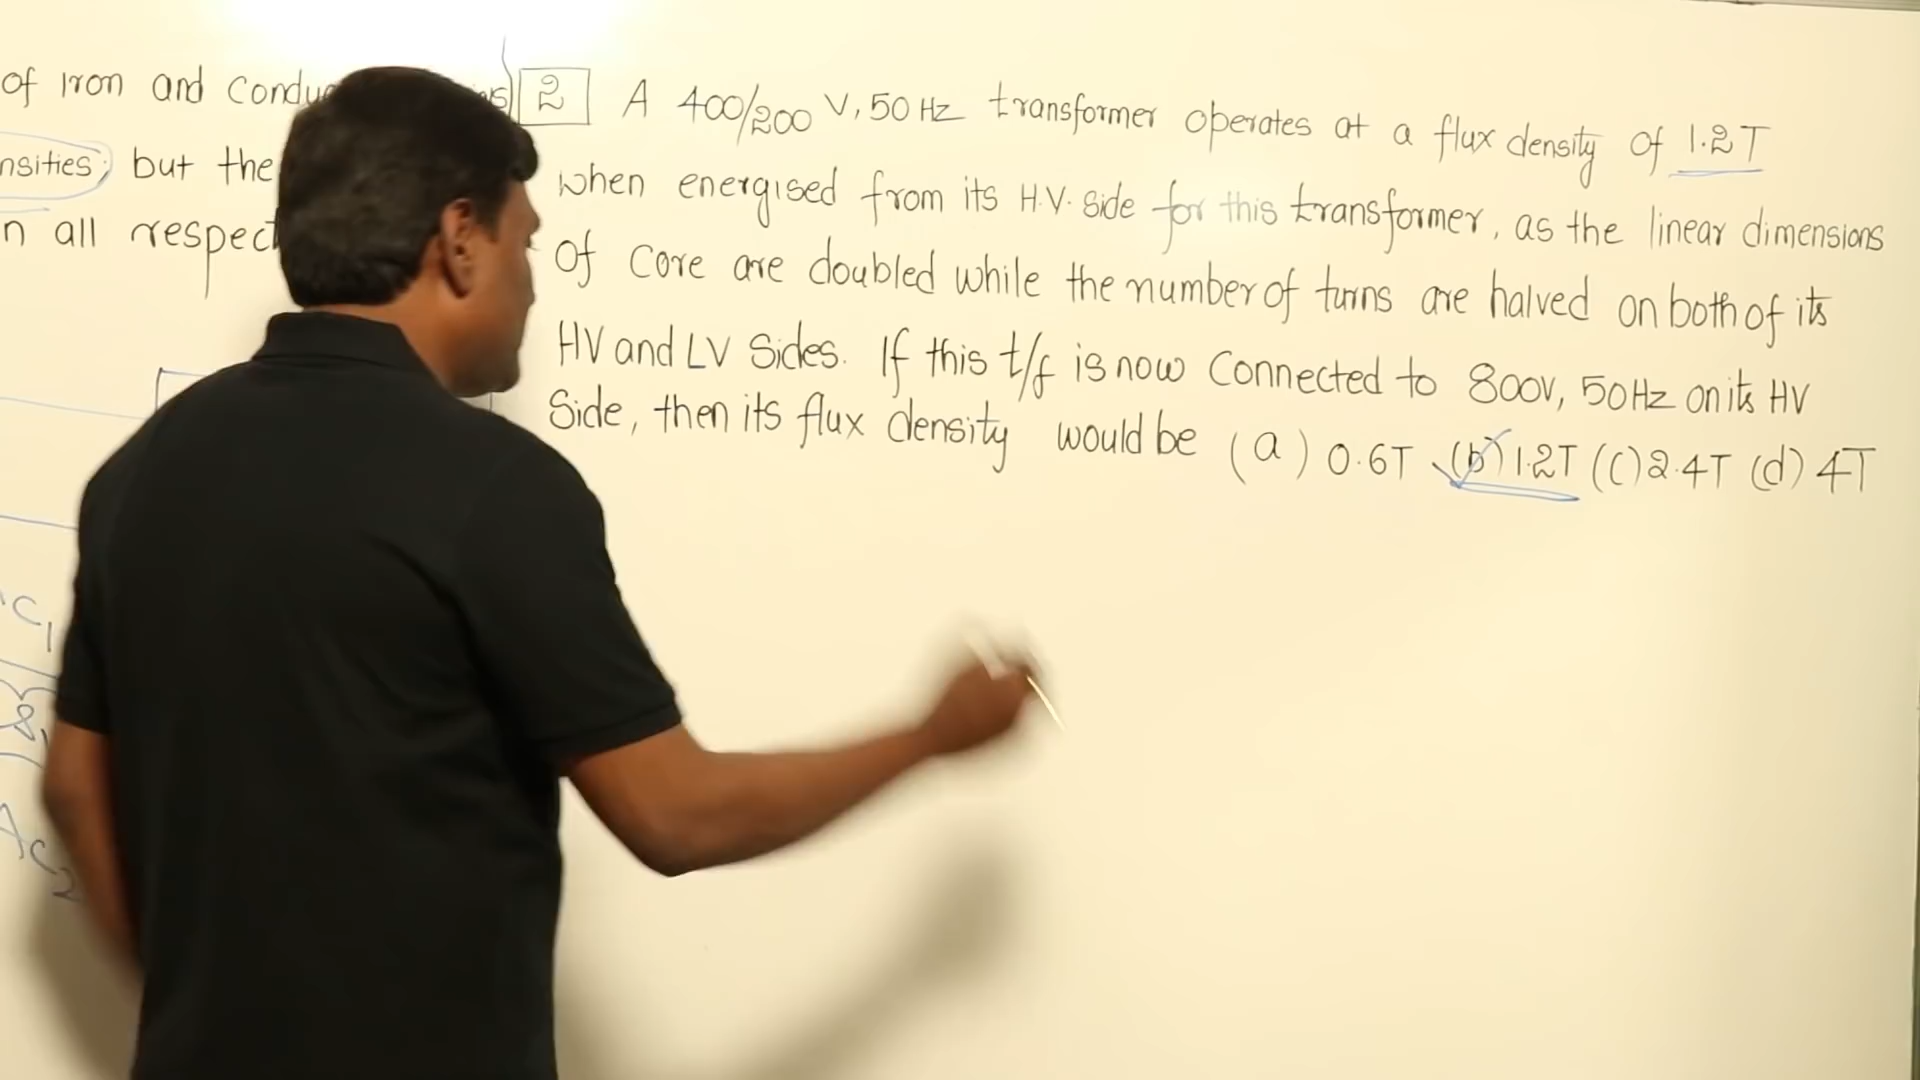 of iron and
nsities, but the
n all respect
C1
8
AC2
2 A 400/200 V, 50 Hz transformer operates at a flux density of 1.2T
when energised from its H.V. side for this transformer, as the linear dimensions
of core are doubled while the number of turns are halved on both of its
HV and LV sides. If this t/f is now connected to 800V, 50Hz on its HV
side, then its flux density would be (a) 0.6T (b) 1.2T (c) 2.4T (d) 4T